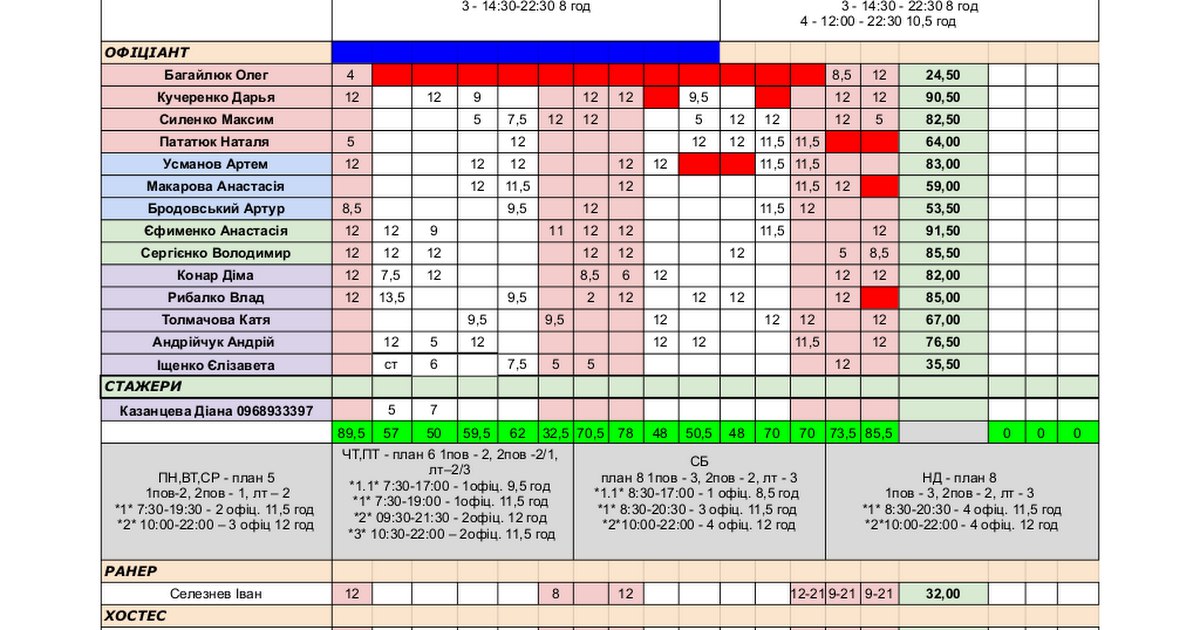 3 - 14:30-22:30 8 год
3 - 14:30 - 22:30 8 год
4 - 12:00 - 22:30 10,5 год
ОФІЦІАНТ
Багайлюк Олег 4 8,5 12 24,50
Кучеренко Дарья 12 12 9 12 12 9,5 12 12 90,50
Силенко Максим 5 7,5 12 12 5 12 12 12 5 82,50
Пататюк Наталя 5 12 12 12 11,5 11,5 64,00
Усманов Артем 12 12 12 12 12 11,5 11,5 83,00
Макарова Анастасія 12 11,5 12 11,5 12 59,00
Бродовський Артур 8,5 9,5 12 11,5 12 53,50
Єфименко Анастасія 12 12 9 11 12 12 11,5 12 91,50
Сергієнко Володимир 12 12 12 12 12 12 5 8,5 85,50
Конар Діма 12 7,5 12 8,5 6 12 12 12 82,00
Рибалко Влад 12 13,5 9,5 2 12 12 12 12 85,00
Толмачова Катя 9,5 9,5 12 12 12 12 67,00
Андрійчук Андрій 12 5 12 12 12 11,5 12 76,50
Іщенко Єлізавета ст 6 7,5 5 5 12 35,50
СТАЖЕРИ
Казанцева Діана 0968933397 5 7
89,5 57 50 59,5 62 32,5 70,5 78 48 50,5 48 70 70 73,5 85,5 0 0 0
ПН,ВТ,СР - план 5
1пов-2, 2пов - 1, лт – 2
*1* 7:30-19:30 - 2 офіц. 11,5 год
*2* 10:00-22:00 – 3 офіц 12 год
ЧТ,ПТ - план 6 1пов - 2, 2пов -2/1,
лт–2/3
*1.1* 7:30-17:00 - 1офіц. 9,5 год
*1* 7:30-19:00 - 1офіц. 11,5 год
*2* 09:30-21:30 - 2офіц. 12 год
*3* 10:30-22:00 – 2офіц. 11,5 год
СБ
план 8 1пов - 3, 2пов - 2, лт - 3
*1.1* 8:30-17:00 - 1 офіц. 8,5 год
*1* 8:30-20:30 - 3 офіц. 11,5 год
*2*10:00-22:00 - 4 офіц. 12 год
НД - план 8
1пов - 3, 2пов - 2, лт - 3
*1* 8:30-20:30 - 4 офіц. 11,5 год
*2*10:00-22:00 - 4 офіц. 12 год
РАНЕР
Селезнев Іван 12 8 12 12-21 9-21 9-21 32,00
ХОСТЕС